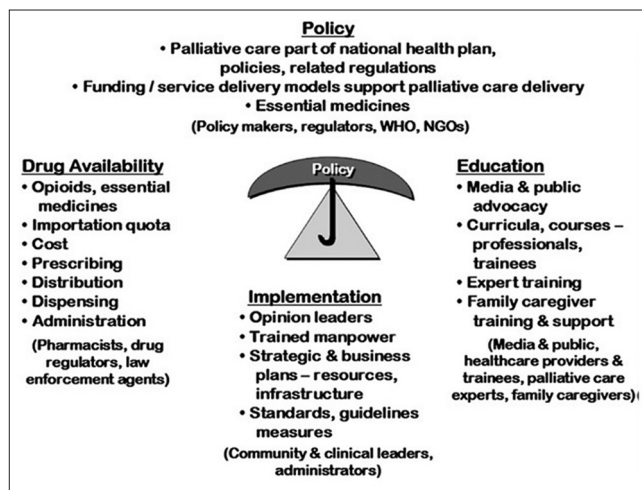 Policy
• Palliative care part of national health plan,
policies, related regulations
• Funding / service delivery models support palliative care delivery
• Essential medicines
(Policy makers, regulators, WHO, NGOs)
Drug Availability
• Opioids, essential
medicines
• Importation quota
• Cost
• Prescribing
• Distribution
• Dispensing
• Administration
(Pharmacists, drug
regulators, law
enforcement agents)
Policy
Implementation
• Opinion leaders
• Trained manpower
• Strategic & business
plans – resources,
infrastructure
• Standards, guidelines
measures
(Community & clinical leaders,
administrators)
Education
• Media & public
advocacy
• Curricula, courses –
professionals,
trainees
• Expert training
• Family caregiver
training & support
(Media & public,
healthcare providers &
trainees, palliative care
experts, family caregivers)(